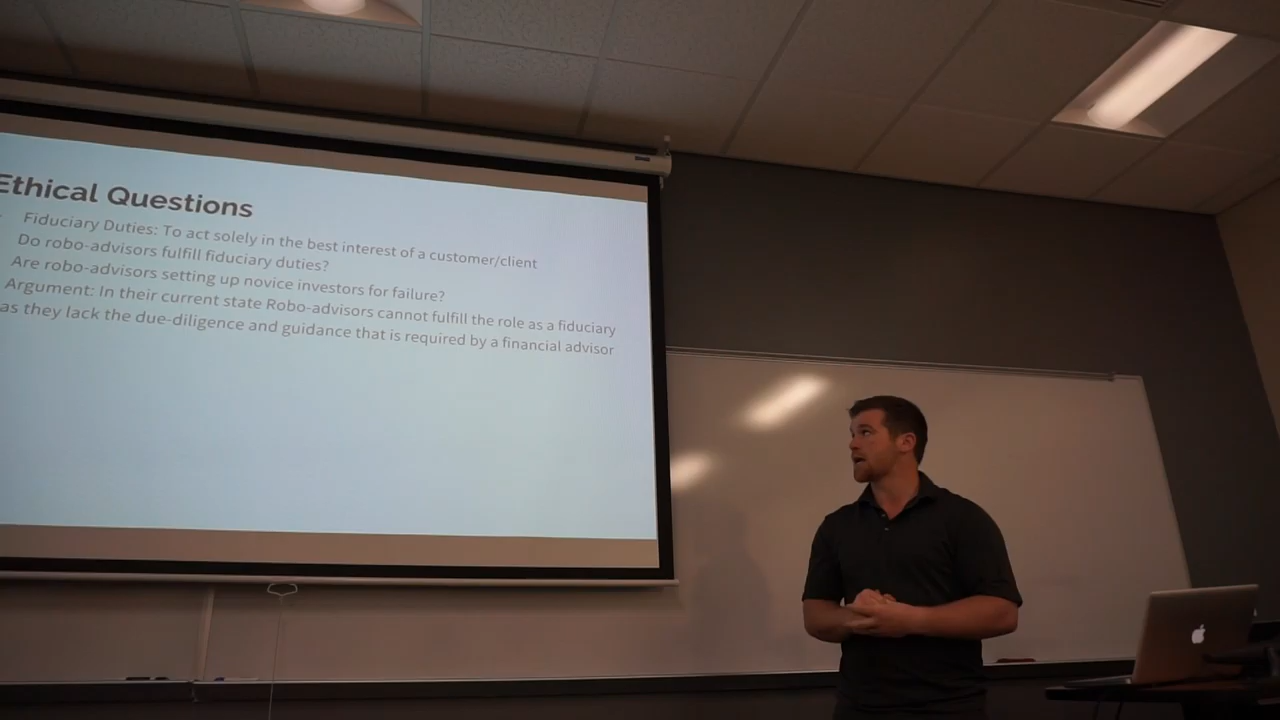 Ethical Questions
Fiduciary Duties: To act solely in the best interest of a customer/client
Do robo-advisors fulfill fiduciary duties?
Are robo-advisors setting up novice investors for failure?
Argument: In their current state Robo-advisors cannot fulfill the role as a fiduciary
as they lack the due-diligence and guidance that is required by a financial advisor